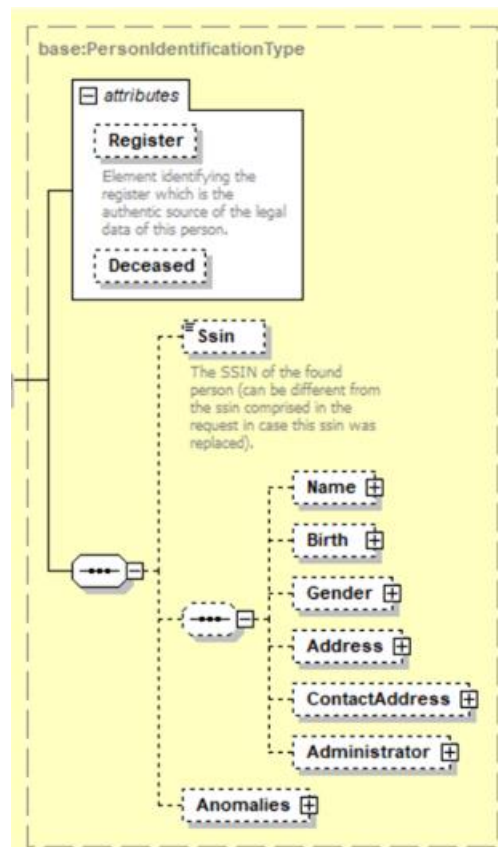 base:PersonIdentificationType
attributes
Register
Element identifying the
register which is the
authentic source of the legal
data of this person.
Deceased
Ssin
The SSIN of the found
person (can be different from
the ssin comprised in the
request in case this ssin was
replaced).
Name
Birth
Gender
Address
ContactAddress
Administrator
Anomalies